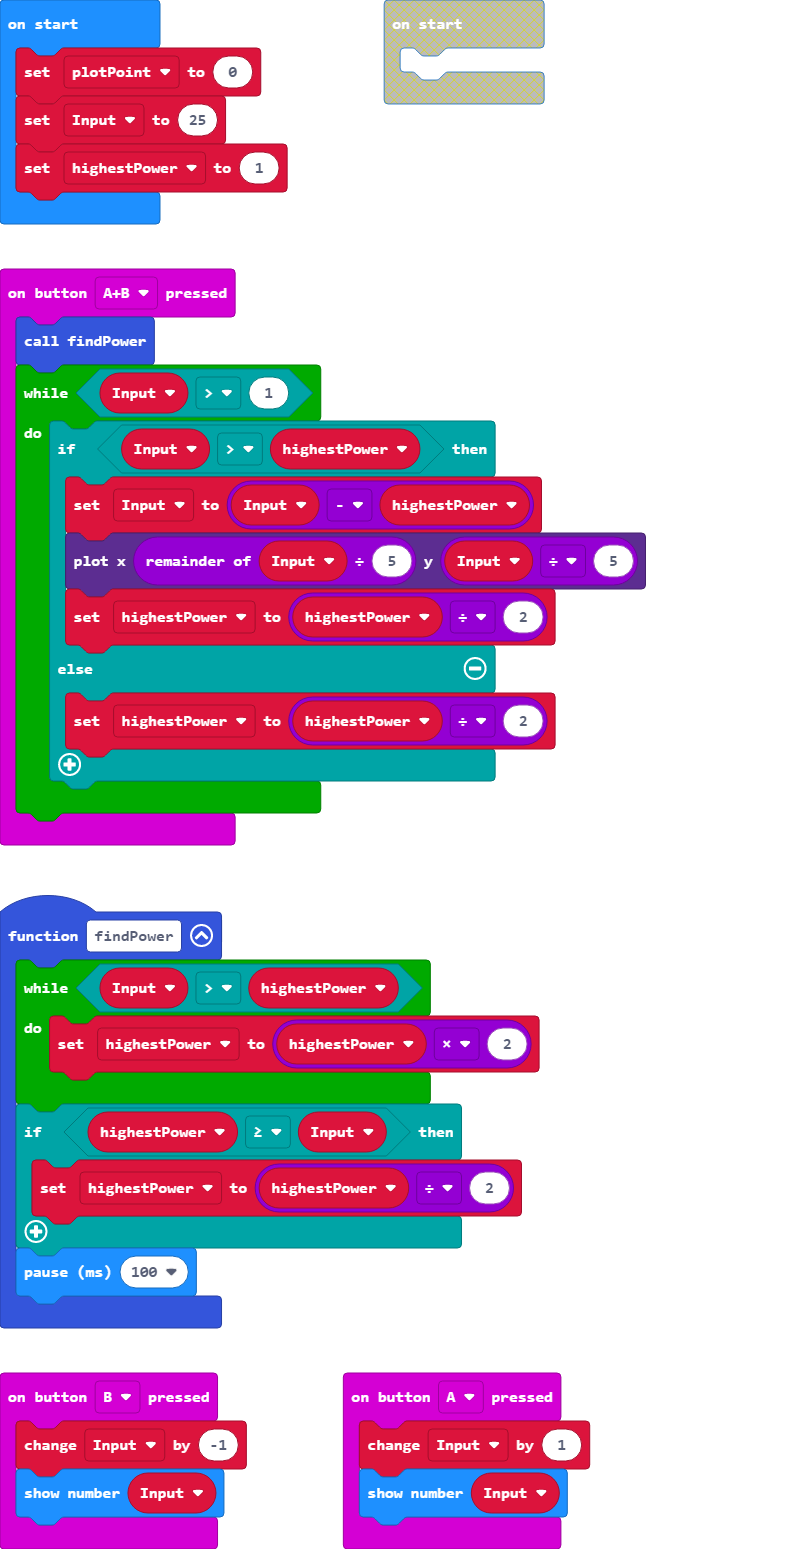 on start
set plotPoint to 0
set Input to 25
set highestPower to 1
on start
on button A+B pressed
call findPower
while Input > 1
do if Input > highestPower then
set Input to Input - highestPower
plot x remainder of Input ÷ 5 y Input ÷ 5
set highestPower to highestPower ÷ 2
else
set highestPower to highestPower ÷ 2
function findPower
while Input > highestPower
do set highestPower to highestPower × 2
if highestPower ≥ Input then
set highestPower to highestPower ÷ 2
pause (ms) 100
on button B pressed
change Input by -1
show number Input
on button A pressed
change Input by 1
show number Input